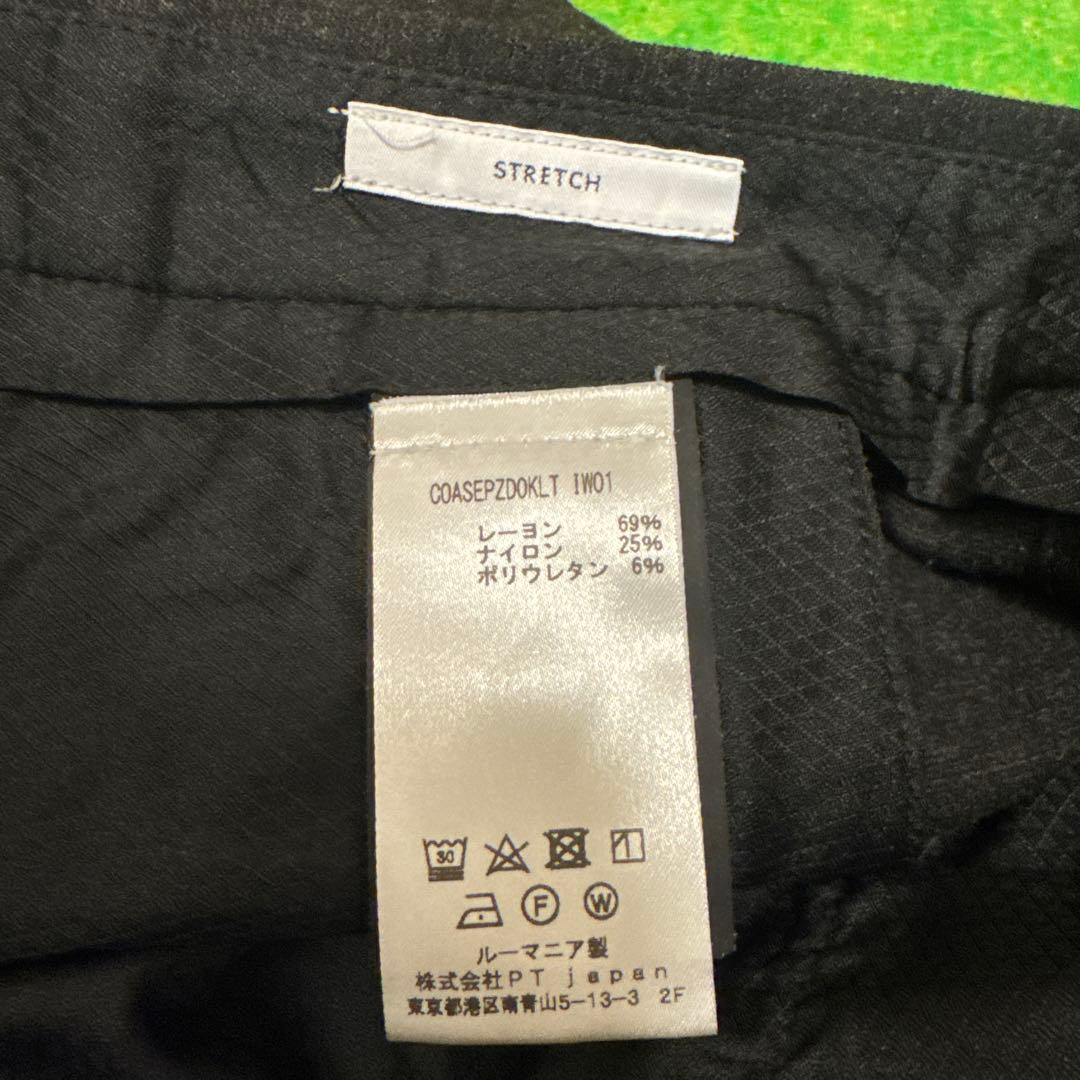 STRETCH
COASEPZD0KLT IW01
レーヨン 69%
ナイロン 25%
ポリウレタン 6%
30
F W
ルーマニア製
株式会社PT japan
東京都港区南青山5-13-3 2F